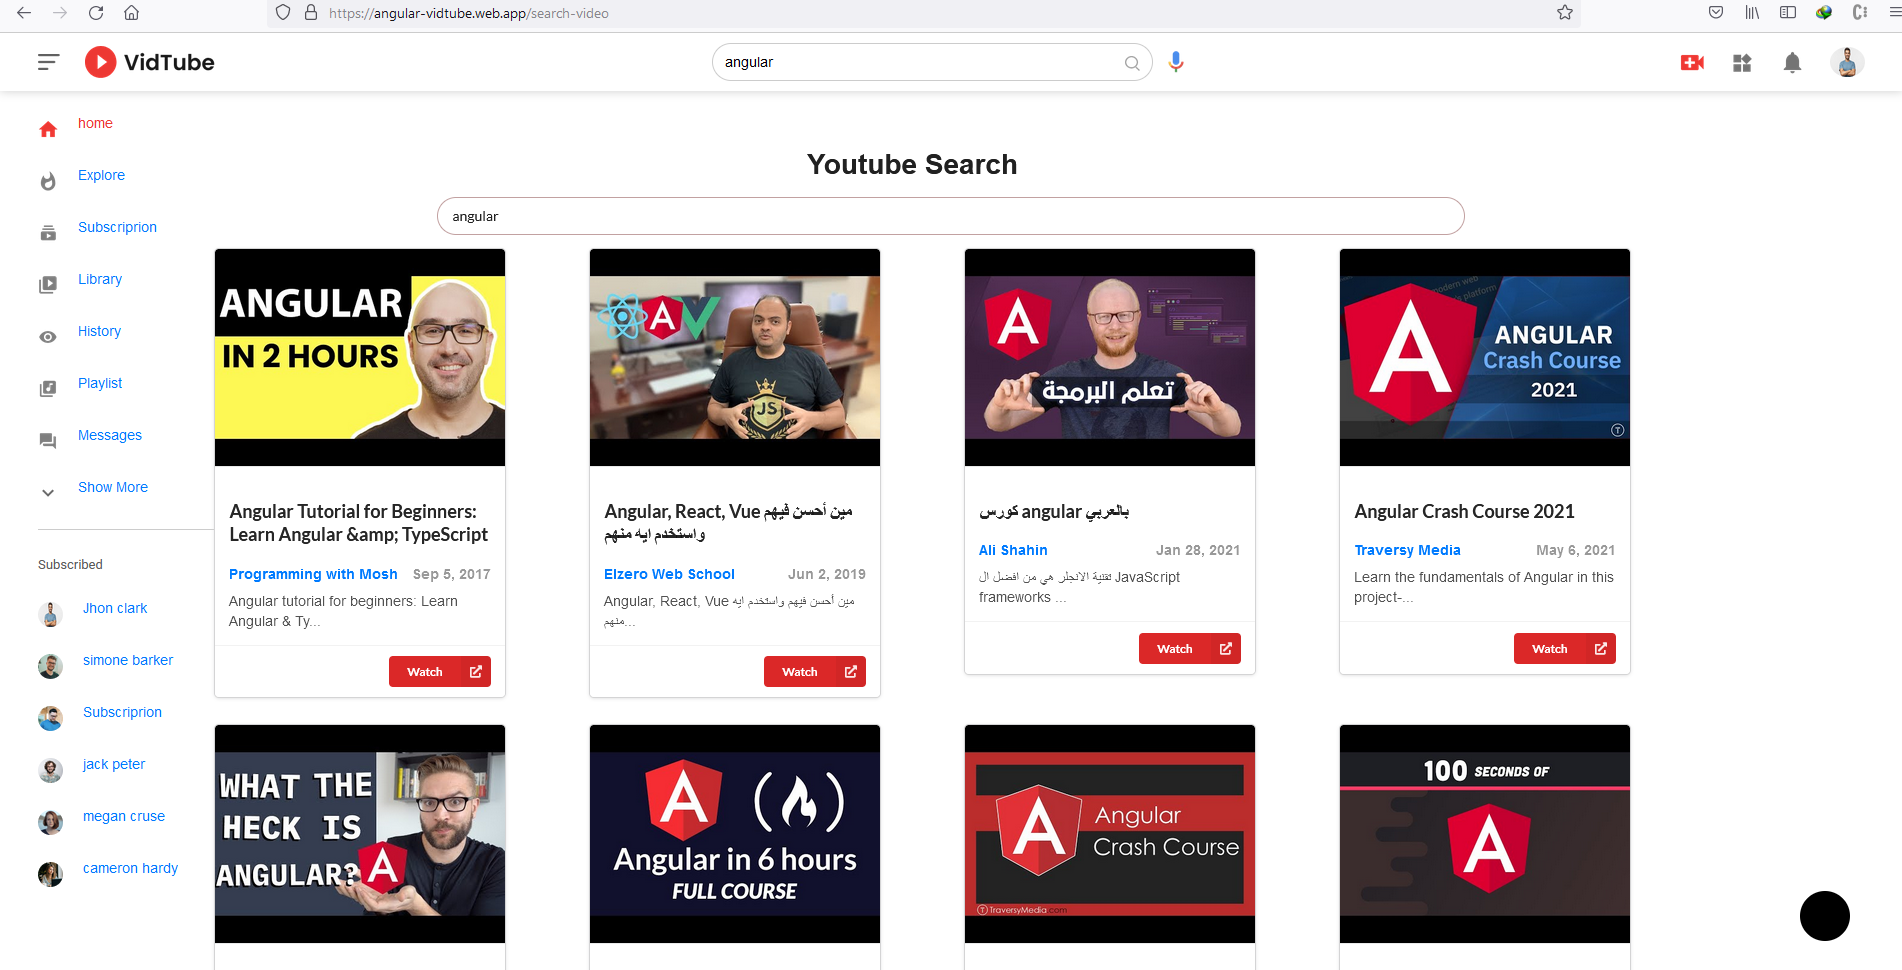 https://angular-vidtube.web.app/search-video
VidTube
angular
home
Explore
Subscriprion
Library
History
Playlist
Messages
Show More
Subscribed
Jhon clark
simone barker
Subscriprion
jack peter
megan cruse
cameron hardy
Youtube Search
angular
ANGULAR
IN 2 HOURS
Angular Tutorial for Beginners:
Learn Angular &amp; TypeScript
Programming with Mosh Sep 5, 2017
Angular tutorial for beginners: Learn
Angular & Ty...
Watch
A
JS
Angular, React, Vue مين أحسن فيهم
واستخدم ايه منهم
Elzero Web School Jun 2, 2019
Angular, React, Vue مين أحسن فيهم واستخدم ايه
منهم...
Watch
A
تعلم البرمجة
كورس angular بالعربي
Ali Shahin Jan 28, 2021
تقنية الانجلر هي من افضل ال JavaScript
frameworks ...
Watch
modern web
platform
A
ANGULAR
Crash Course
2021
T
Angular Crash Course 2021
Traversy Media May 6, 2021
Learn the fundamentals of Angular in this
project-...
Watch
WHAT THE
HECK IS
ANGULAR?
A
A
Angular in 6 hours
FULL COURSE
A
Angular
Crash Course
T TraversyMedia.com
100 SECONDS OF
A